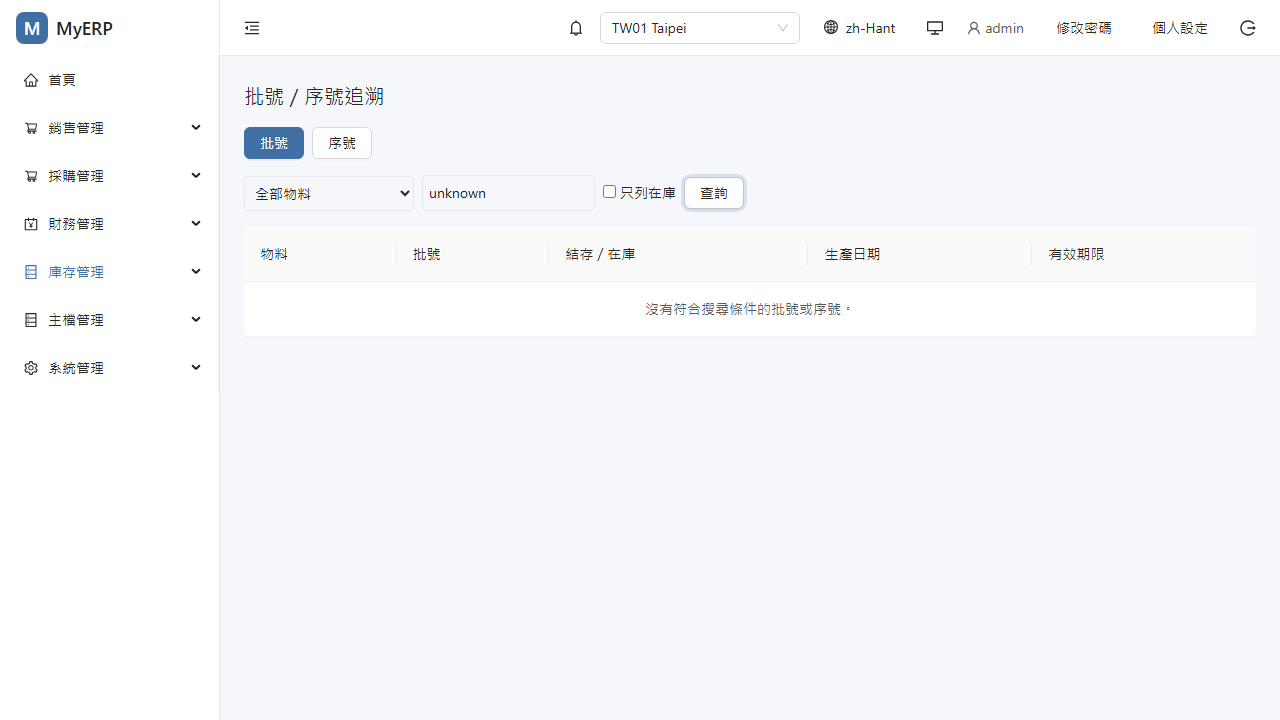 M MyERP
TW01 Taipei
zh-Hant
admin
修改密碼
個人設定
首頁
銷售管理
採購管理
財務管理
庫存管理
主檔管理
系統管理
批號 / 序號追溯
批號
序號
全部物料
unknown
只列在庫
查詢
物料
批號
結存 / 在庫
生產日期
有效期限
沒有符合搜尋條件的批號或序號。